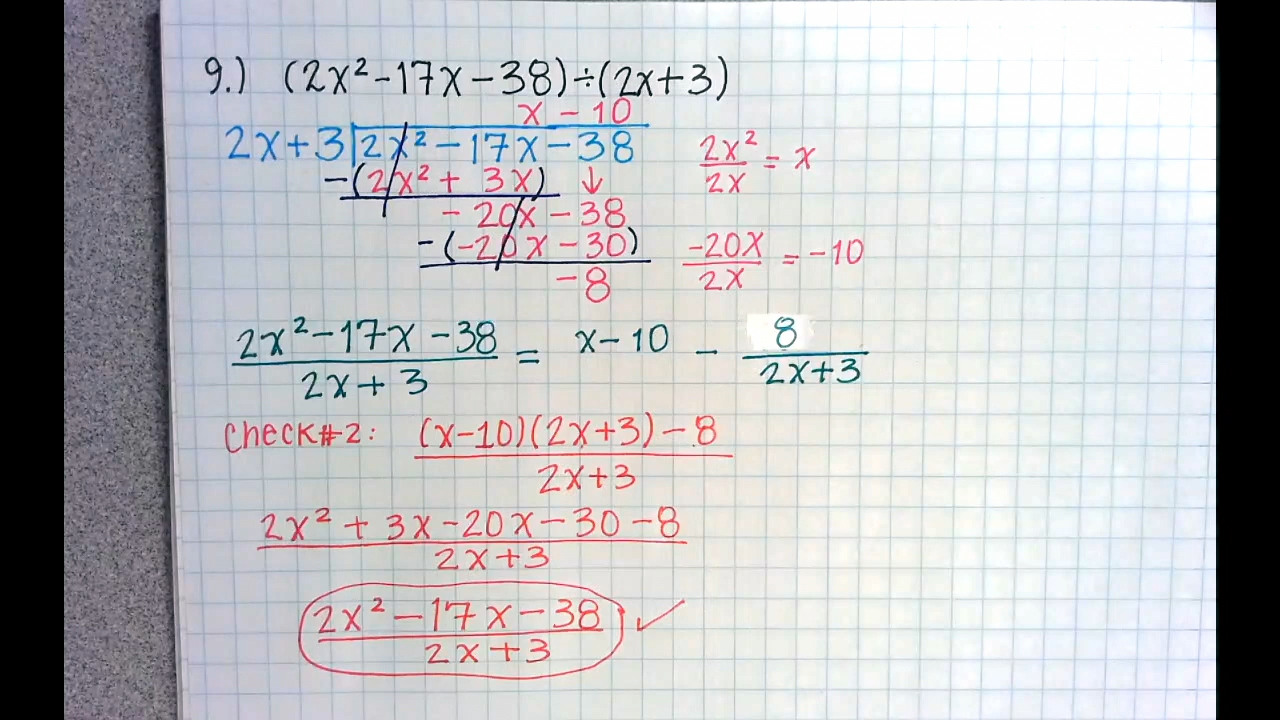 9.) (2x²-17x-38)÷(2x+3)
x - 10
2x+3 2x² - 17x - 38
-(2x² + 3x) ↓
2x²/2x = x
- 20x - 38
-(-20x - 30)
-20x/2x = -10
-8
2x²-17x-38/2x+3 = x-10 - 8/2x+3
Check#2: (x-10)(2x+3)-8/2x+3
2x² + 3x-20x-30-8/2x+3
2x²-17x-38/2x+3 ✓